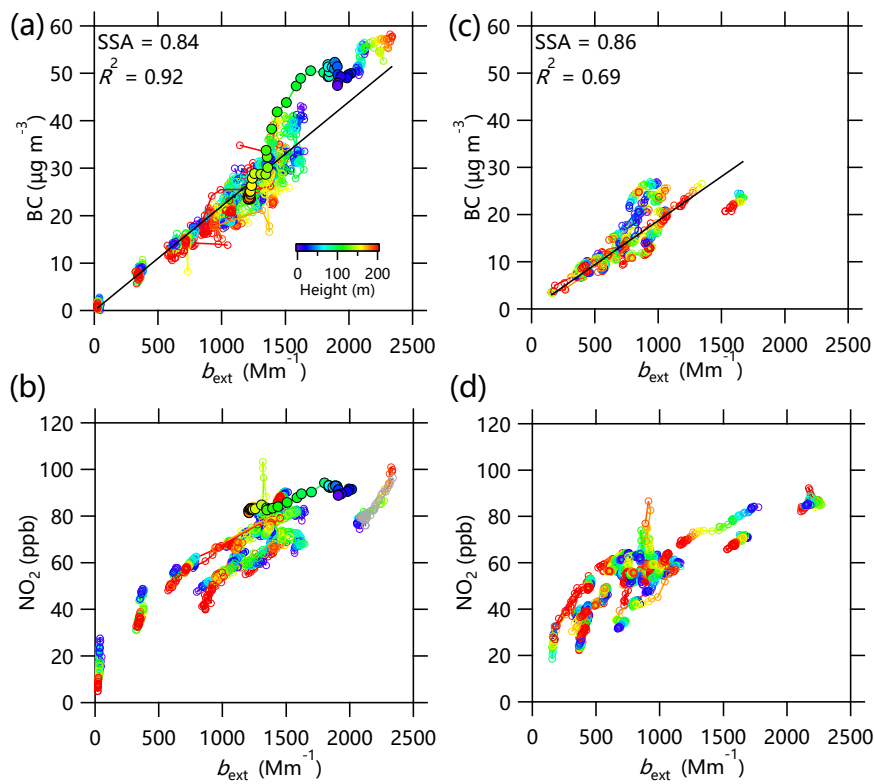 (a)
SSA = 0.84
R² = 0.92
BC (μg m⁻³)
60
50
40
30
20
10
0
0 100 200
Height (m)
0 500 1000 1500 2000 2500
b_ext (Mm⁻¹)
(c)
SSA = 0.86
R² = 0.69
BC (μg m⁻³)
60
50
40
30
20
10
0
0 500 1000 1500 2000 2500
b_ext (Mm⁻¹)
(b)
NO₂ (ppb)
120
100
80
60
40
20
0
0 500 1000 1500 2000 2500
b_ext (Mm⁻¹)
(d)
NO₂ (ppb)
120
100
80
60
40
20
0
0 500 1000 1500 2000 2500
b_ext (Mm⁻¹)